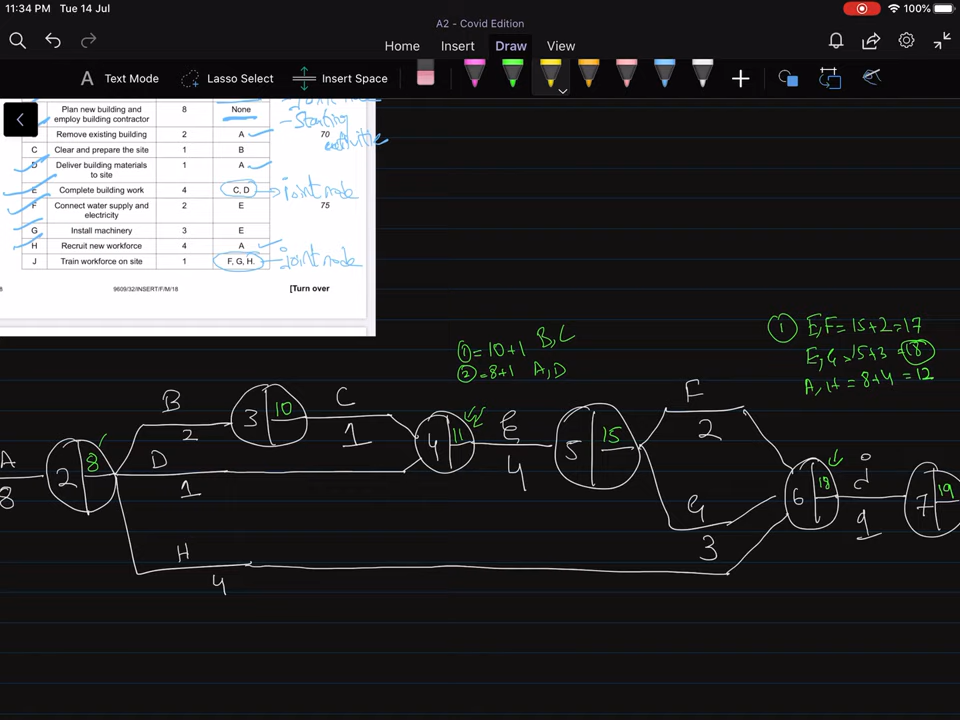 11:34 PM Tue 14 Jul
100%
A2 - Covid Edition
Home Insert Draw View
Text Mode Lasso Select Insert Space
Plan new building and employ building contractor 8 None
Starting activities
Remove existing building 2 A 70
C Clear and prepare the site 1 B
D Deliver building materials to site 1 A
E Complete building work 4 C, D joint node
F Connect water supply and electricity 2 E 75
G Install machinery 3 E
H Recruit new workforce 4 A
J Train workforce on site 1 F, G, H. joint node
8 9609/32/INSERT/F/M/18 [Turn over
① = 10+1 B, C
② = 8+1 A, D
① E, F = 15+2 = 17
E, G = 15+3 = 18
A, H = 8+4 = 12
A
8
2 8
B
2
3 10
C
1
D
1
4 11
E
4
5 15
F
2
G
3
H
4
6 18
7 19